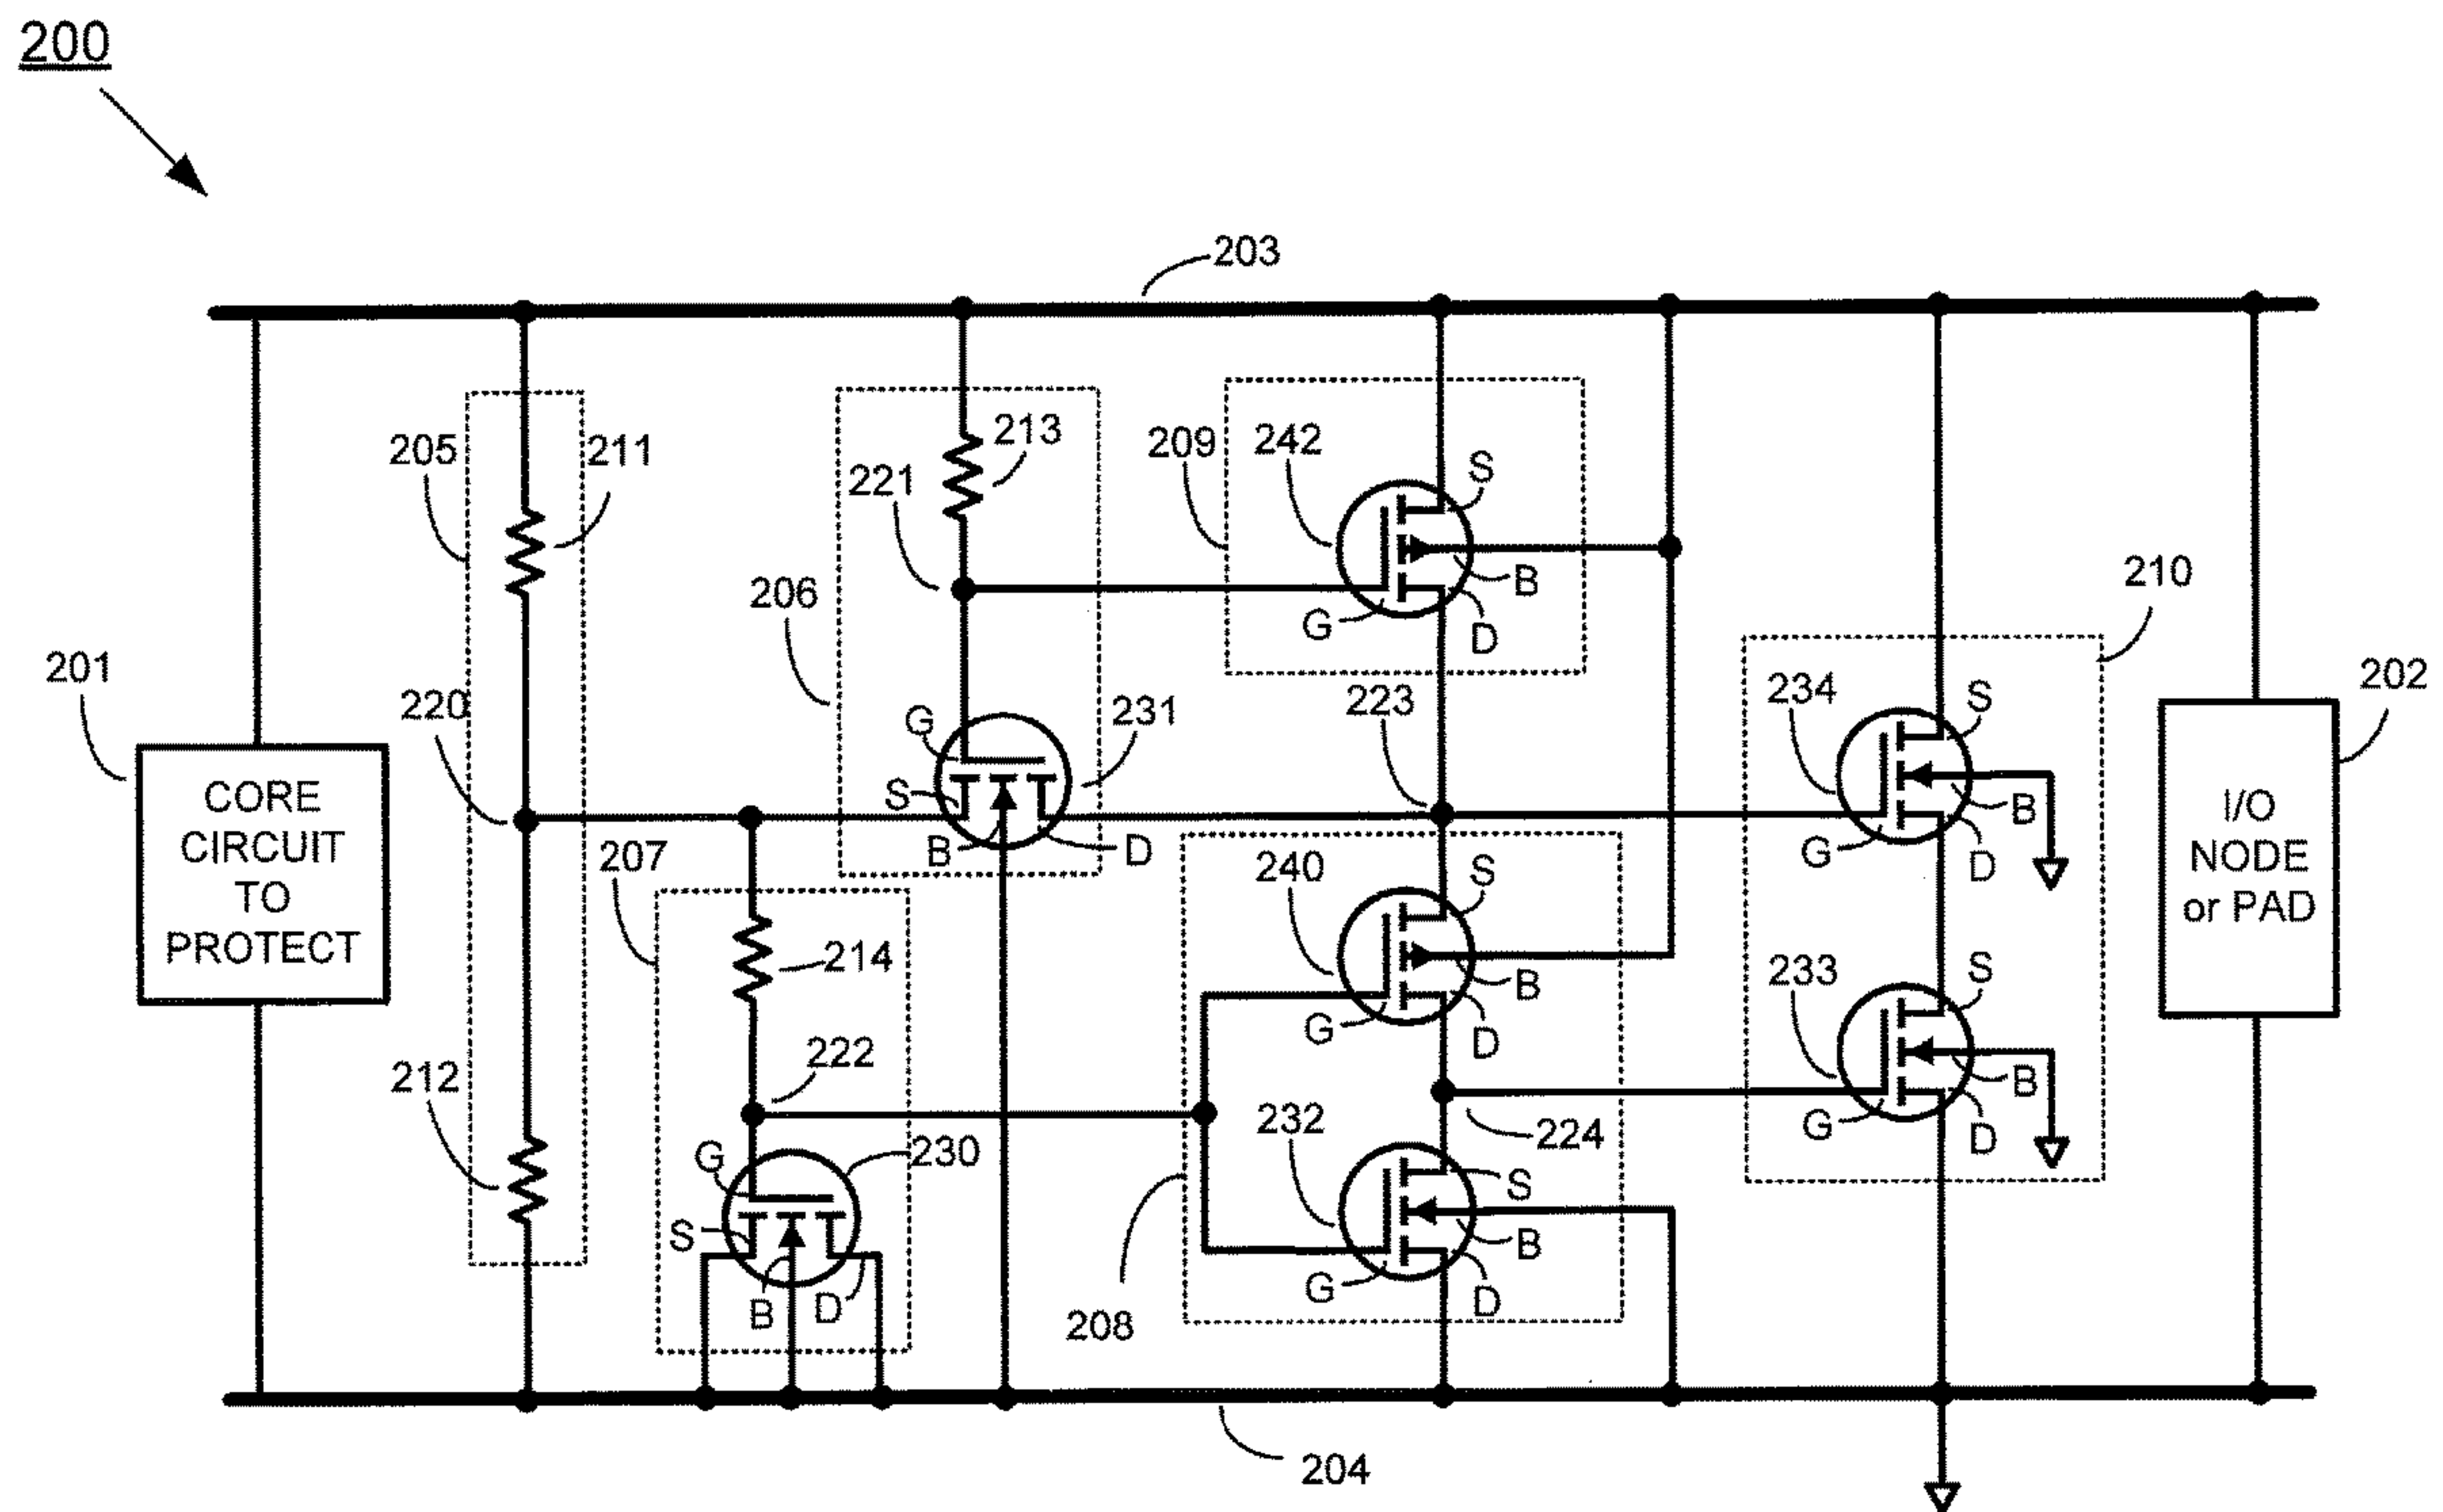 200
203
205
211
213
221
209
242
S
B
G
D
206
210
201
CORE
CIRCUIT
TO
PROTECT
220
G
231
S
B
D
223
234
S
B
G
D
202
I/O
NODE
or PAD
207
214
240
S
B
G
D
233
S
B
G
D
212
222
G
230
S
B
D
232
224
S
B
G
D
208
204